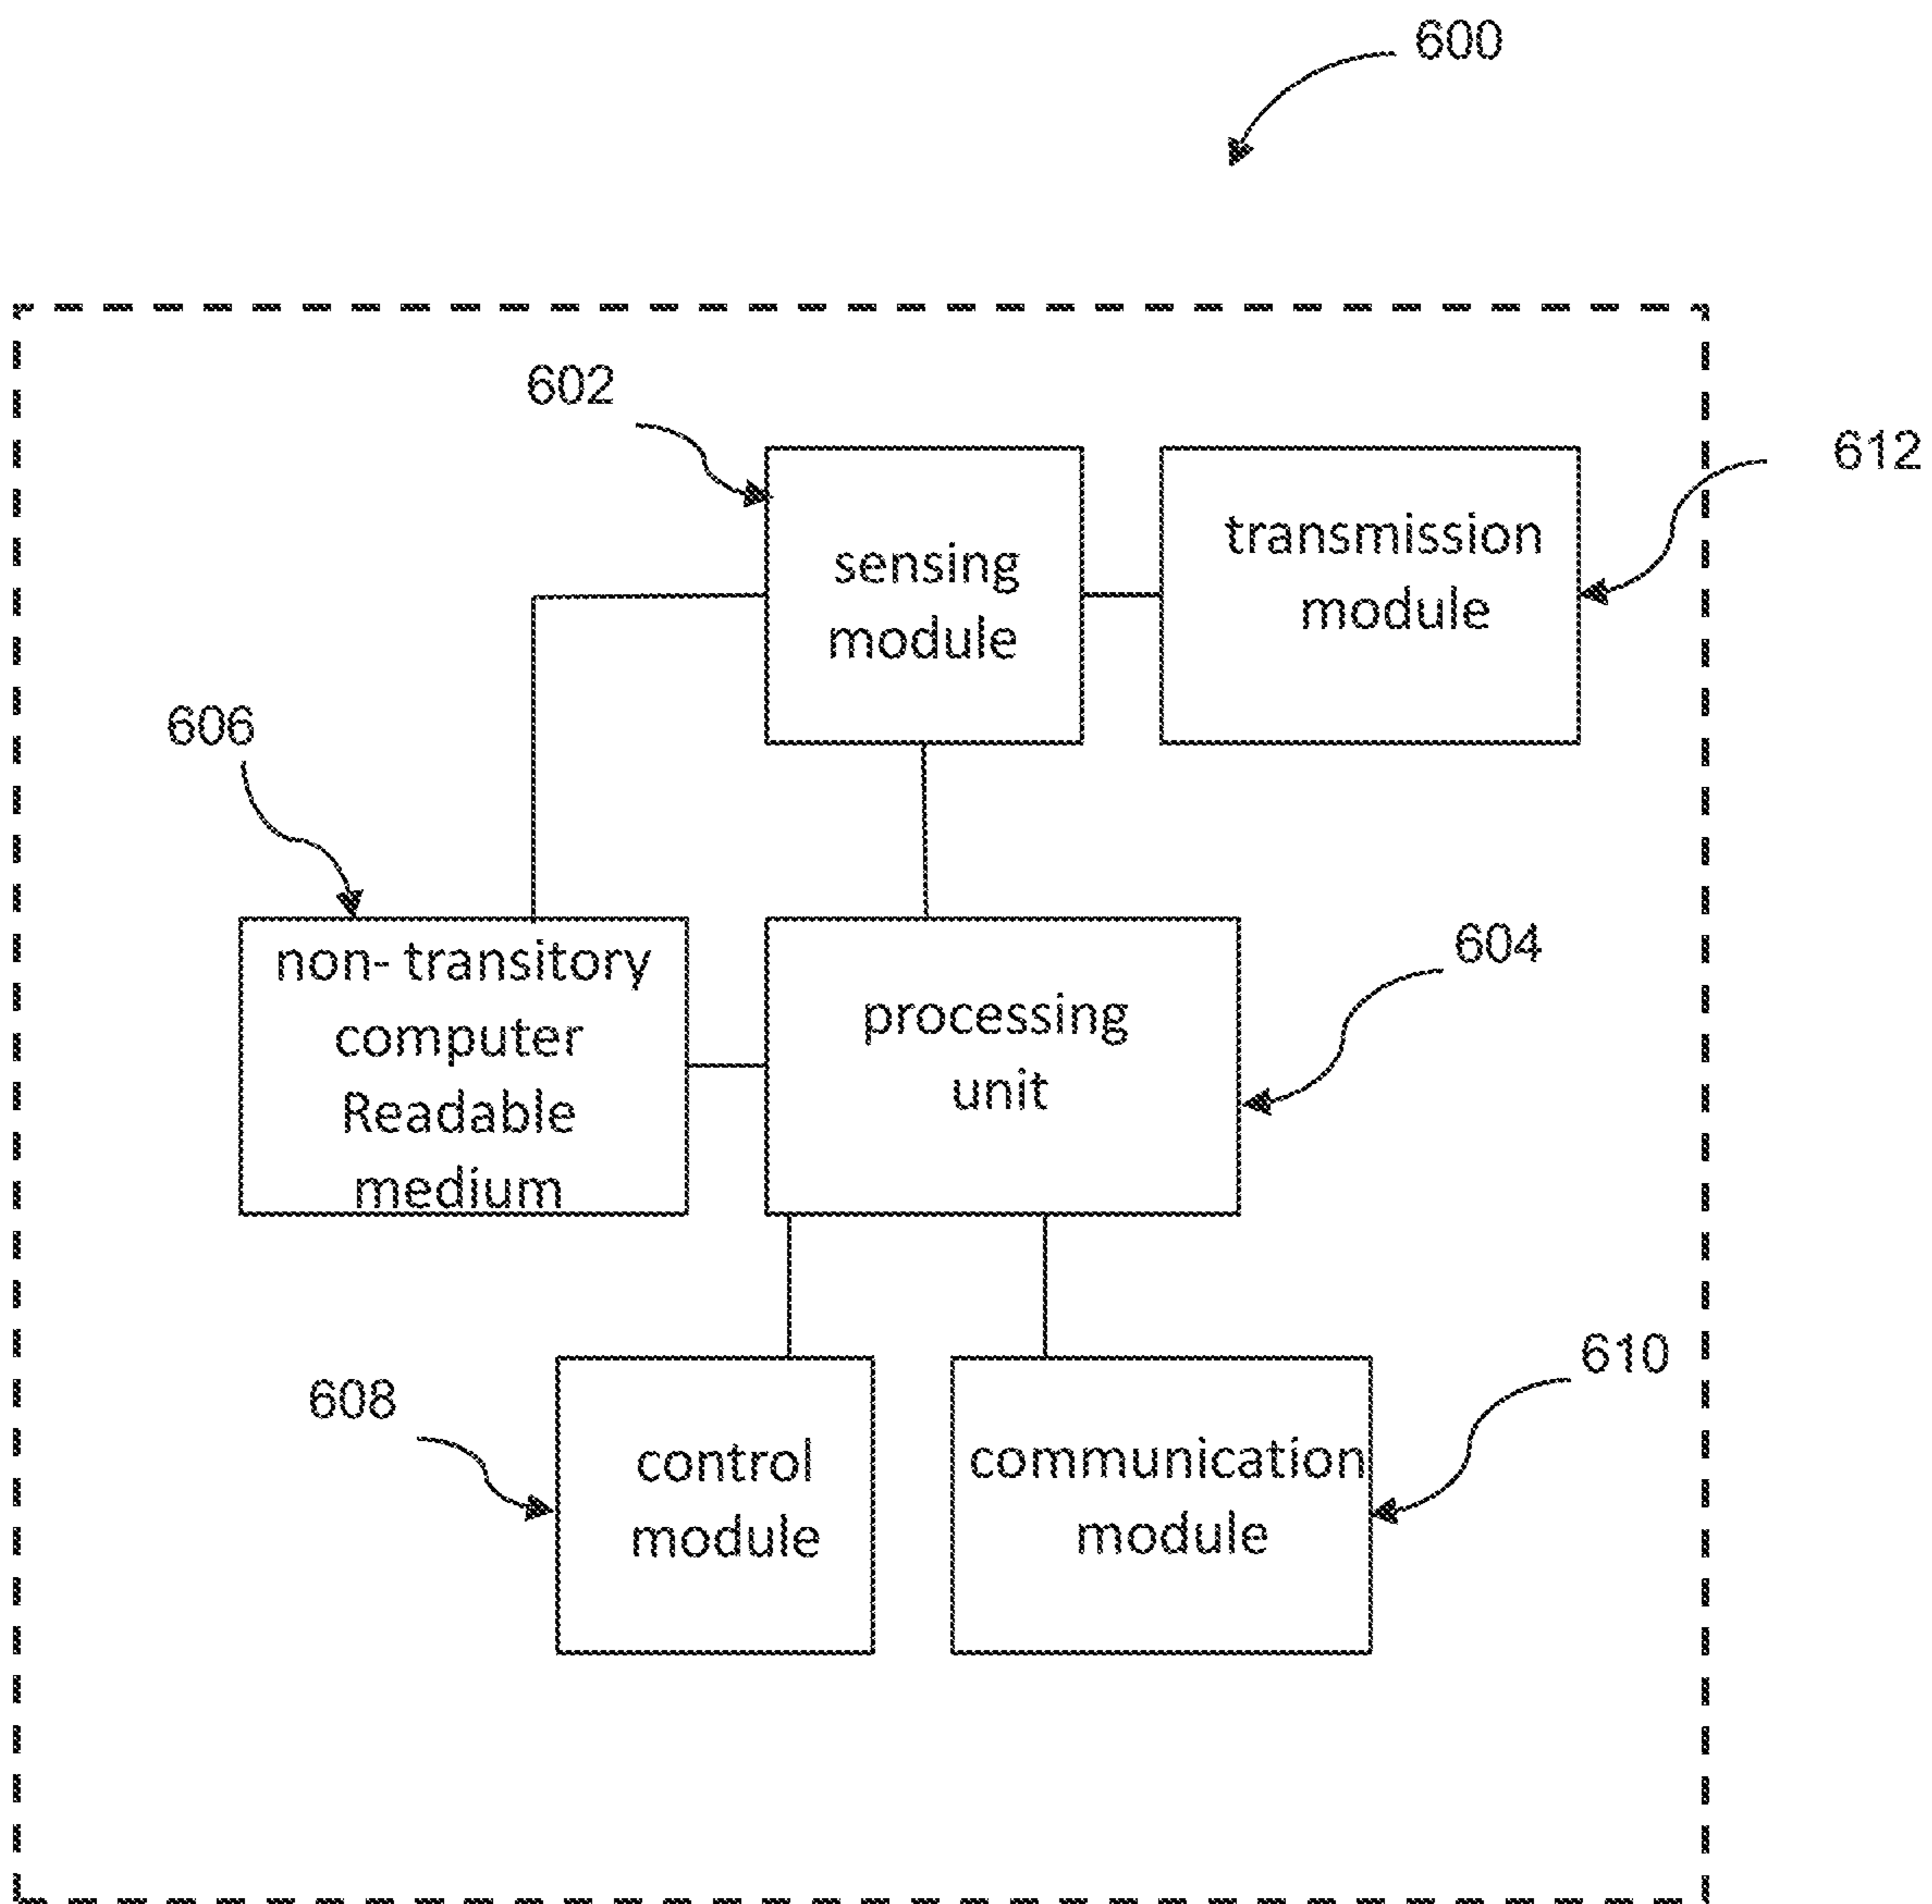 600
602
612
sensing
module
transmission
module
606
604
non- transitory
computer
Readable
medium
processing
unit
610
608
control
module
communication
module